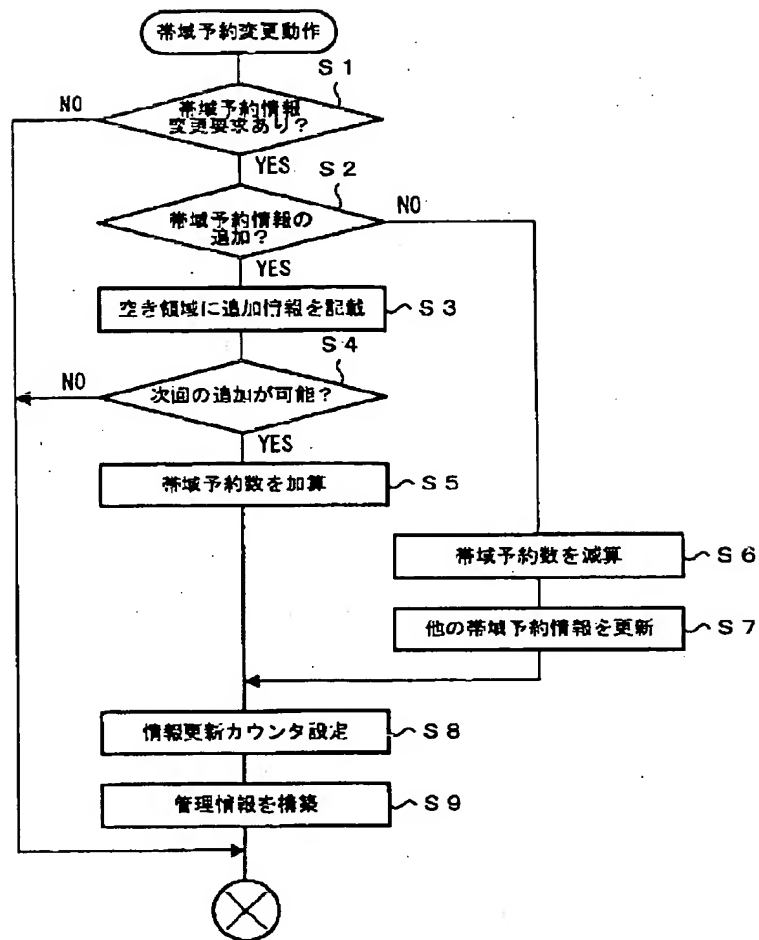 帯域予約変更動作
S1
NO
帯域予約情報
変更要求あり?
YES
S2
NO
帯域予約情報の
追加?
YES
空き領域に追加情報を記載
S3
S4
NO
次回の追加が可能?
YES
帯域予約数を加算
S5
帯域予約数を減算
S6
他の帯域予約情報を更新
S7
情報更新カウンタ設定
S8
管理情報を構築
S9